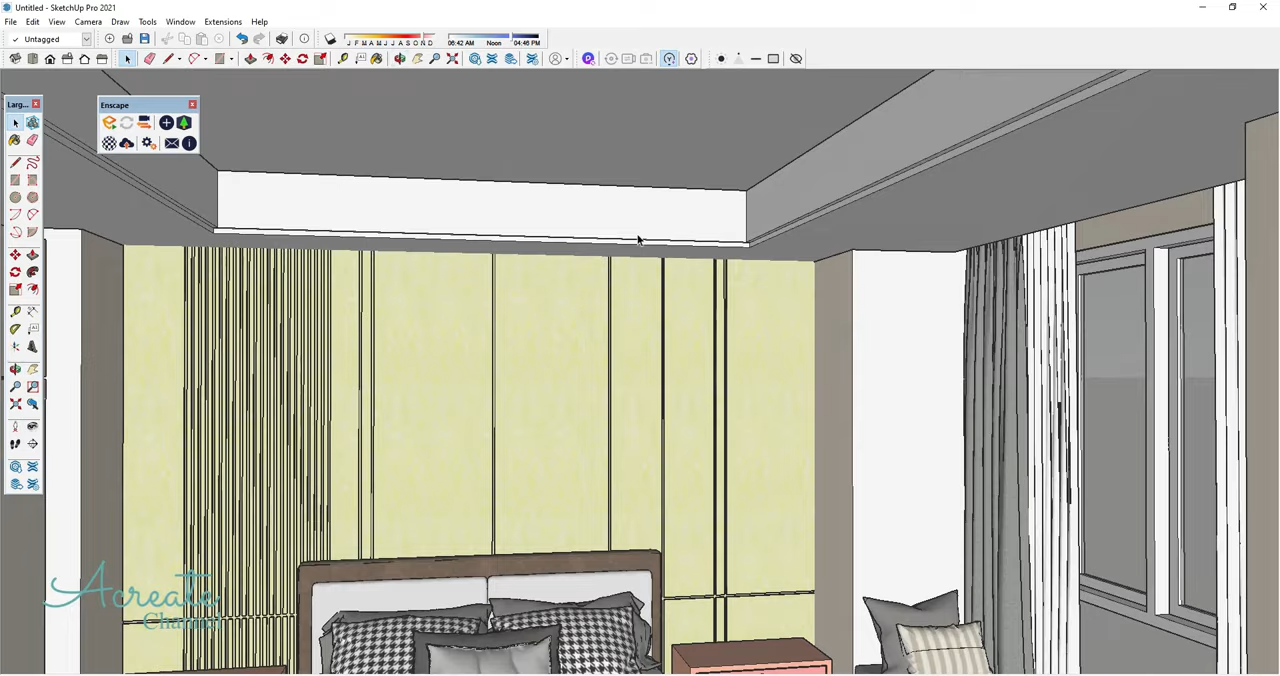 Untitled - SketchUp Pro 2021
File Edit View Camera Draw Tools Window Extensions Help
Untagged
J F M A M J J A S O N D
06:42 AM Noon 04:46 PM
Larg...
Enscape
Acreate
Channel